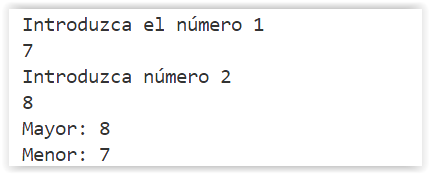 Introduzca el número 1
7
Introduzca número 2
8
Mayor: 8
Menor: 7